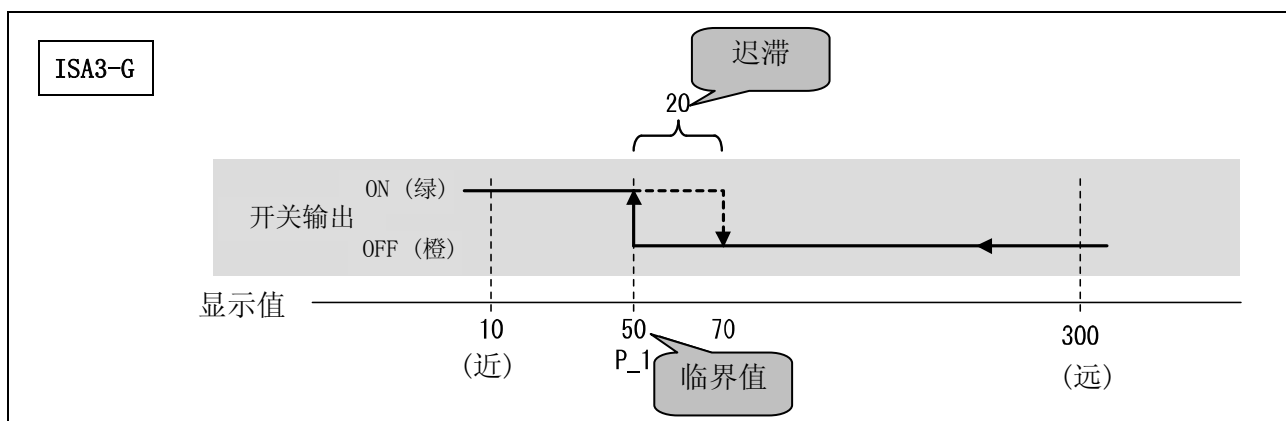 ISA3-G
迟滞
20
ON (绿)
开关输出
OFF (橙)
显示值
10
50
70
300
(近)
P_1
临界值
(远)